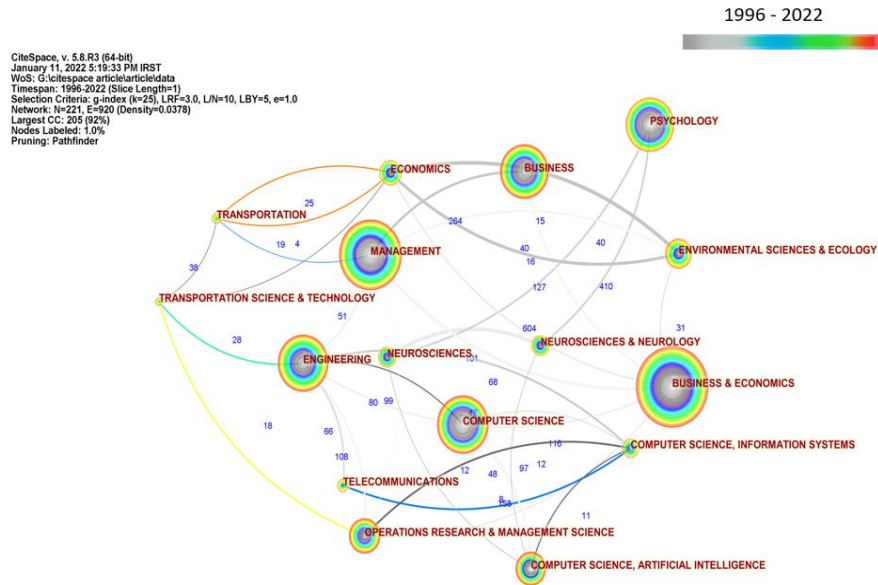 1996 - 2022
CiteSpace, v. 5.8.R3 (64-bit)
January 11, 2022 5:19:33 PM IRST
WoS: G:\citespace article\article\data
Timespan: 1996-2022 (Slice Length=1)
Selection Criteria: g-index (k=25), LRF=3.0, L/N=10, LBY=5, e=1.0
Network: N=221, E=920 (Density=0.0378)
Largest CC: 205 (92%)
Nodes Labeled: 1.0%
Pruning: Pathfinder
PSYCHOLOGY
ECONOMICS
BUSINESS
25
TRANSPORTATION
264
15
19
4
40
40
MANAGEMENT
ENVIRONMENTAL SCIENCES & ECOLOGY
16
38
127
410
TRANSPORTATION SCIENCE & TECHNOLOGY
51
604
31
28
NEUROSCIENCES & NEUROLOGY
ENGINEERING
NEUROSCIENCES
101
68
BUSINESS & ECONOMICS
80
99
COMPUTER SCIENCE
18
66
116
COMPUTER SCIENCE, INFORMATION SYSTEMS
108
12
48
97
12
TELECOMMUNICATIONS
8
158
11
OPERATIONS RESEARCH & MANAGEMENT SCIENCE
COMPUTER SCIENCE, ARTIFICIAL INTELLIGENCE